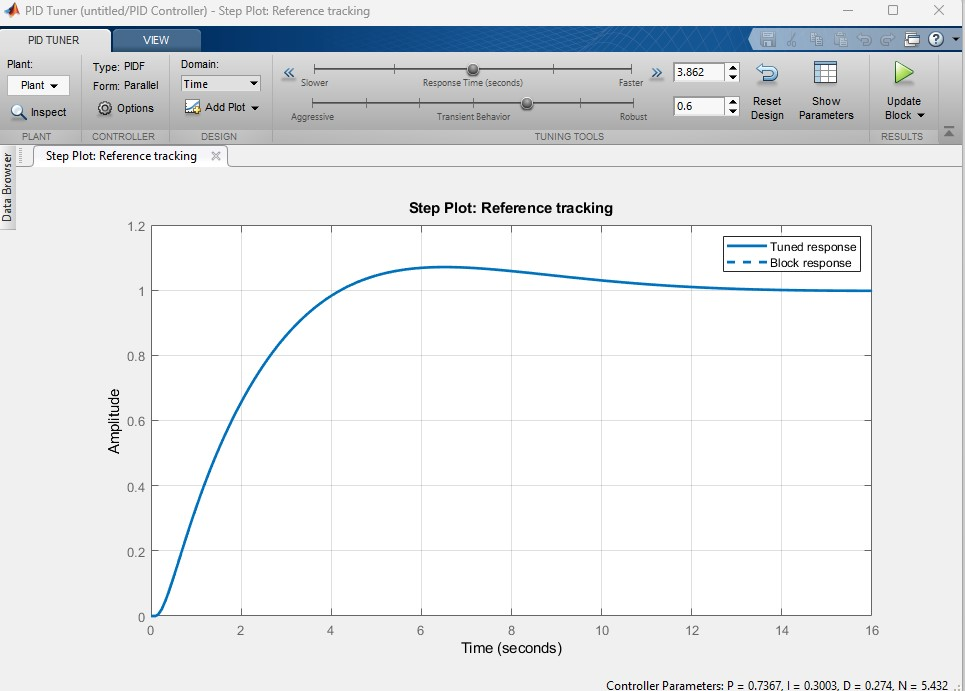 PID Tuner (untitled/PID Controller) - Step Plot: Reference tracking
PID TUNER
VIEW
Plant:
Plant
Inspect
PLANT
Type: PIDF
Form: Parallel
Options
CONTROLLER
Domain:
Time
Add Plot
DESIGN
Slower
Response Time (seconds)
Faster
3.862
Aggressive
Transient Behavior
Robust
0.6
Reset
Design
Show
Parameters
TUNING TOOLS
Update
Block
RESULTS
Data Browser
Step Plot: Reference tracking
Step Plot: Reference tracking
Tuned response
Block response
1.2
1
0.8
0.6
0.4
0.2
0
Amplitude
0 2 4 6 8 10 12 14 16
Time (seconds)
Controller Parameters: P = 0.7367, I = 0.3003, D = 0.274, N = 5.432